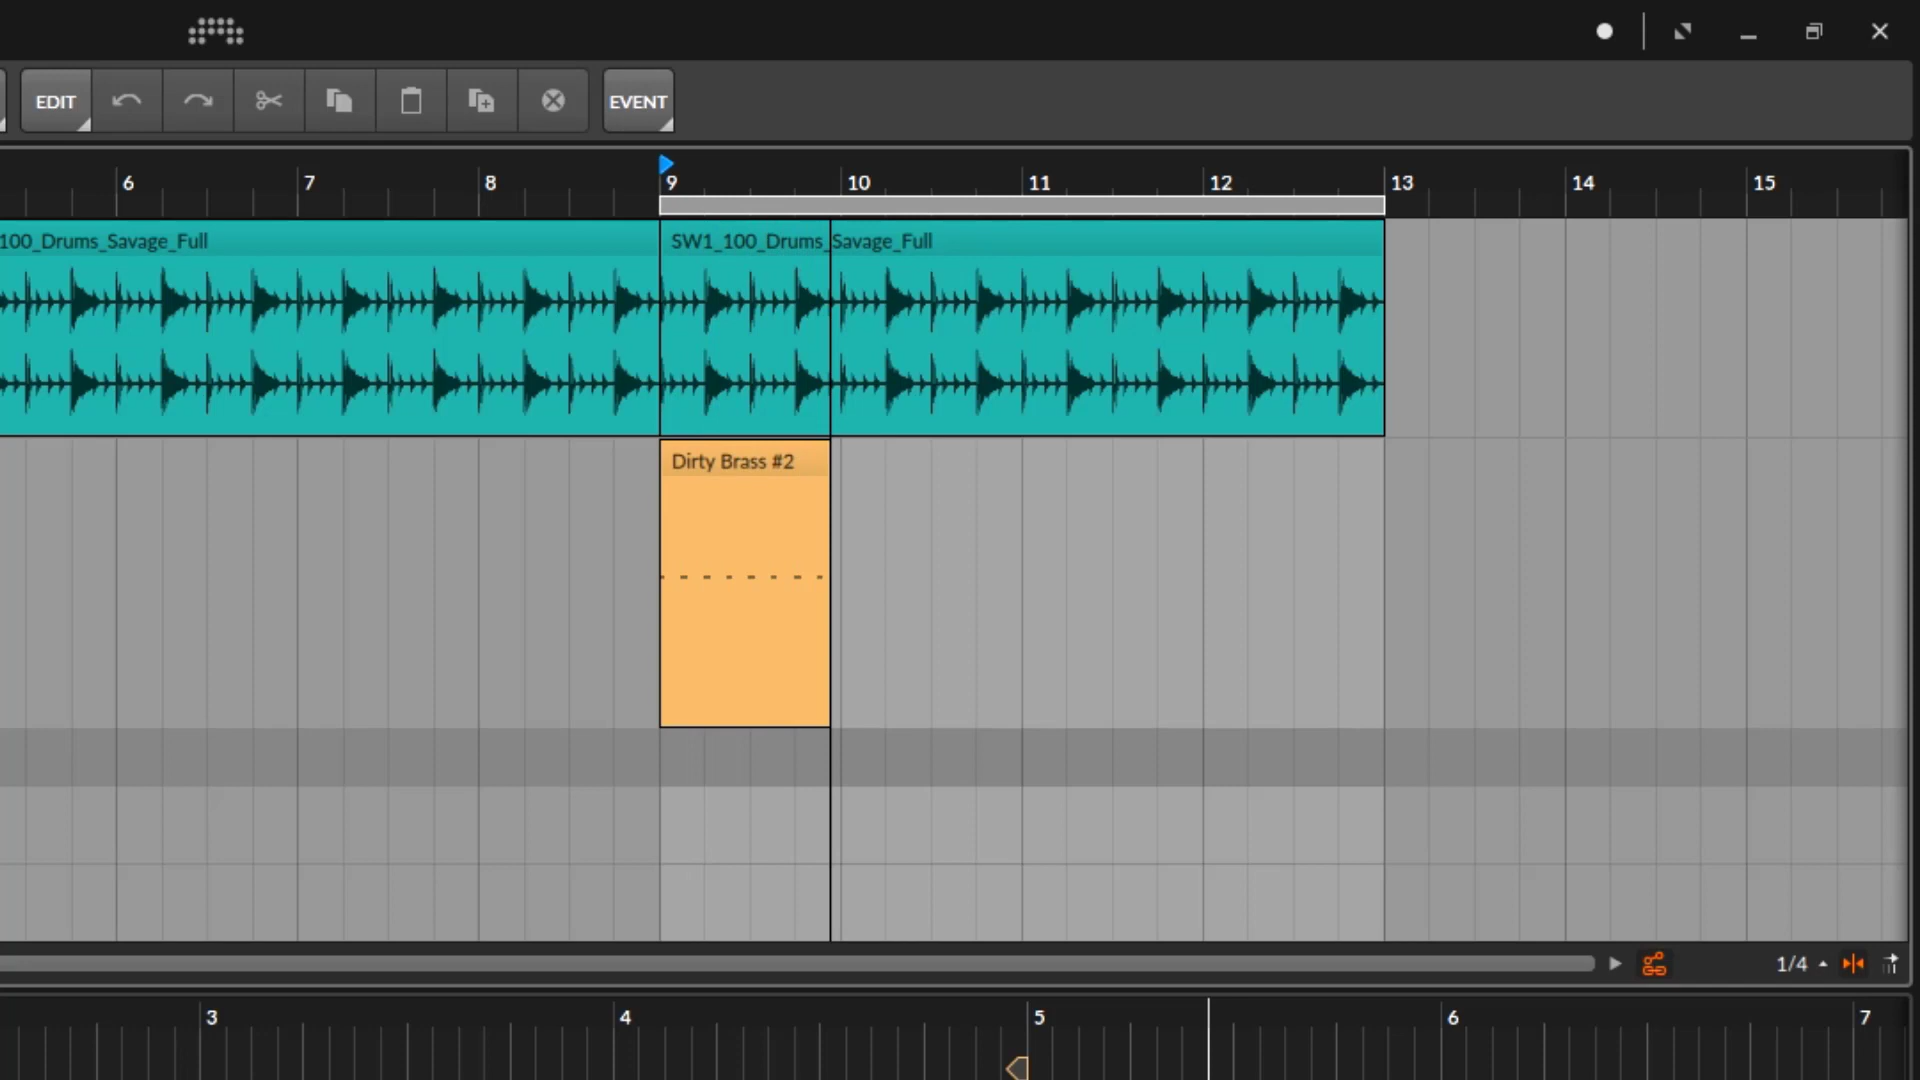 EDIT
EVENT
6 7 8 9 10 11 12 13 14 15
100_Drums_Savage_Full
SW1_100_Drums_Savage_Full
Dirty Brass #2
1/4
3 4 5 6 7